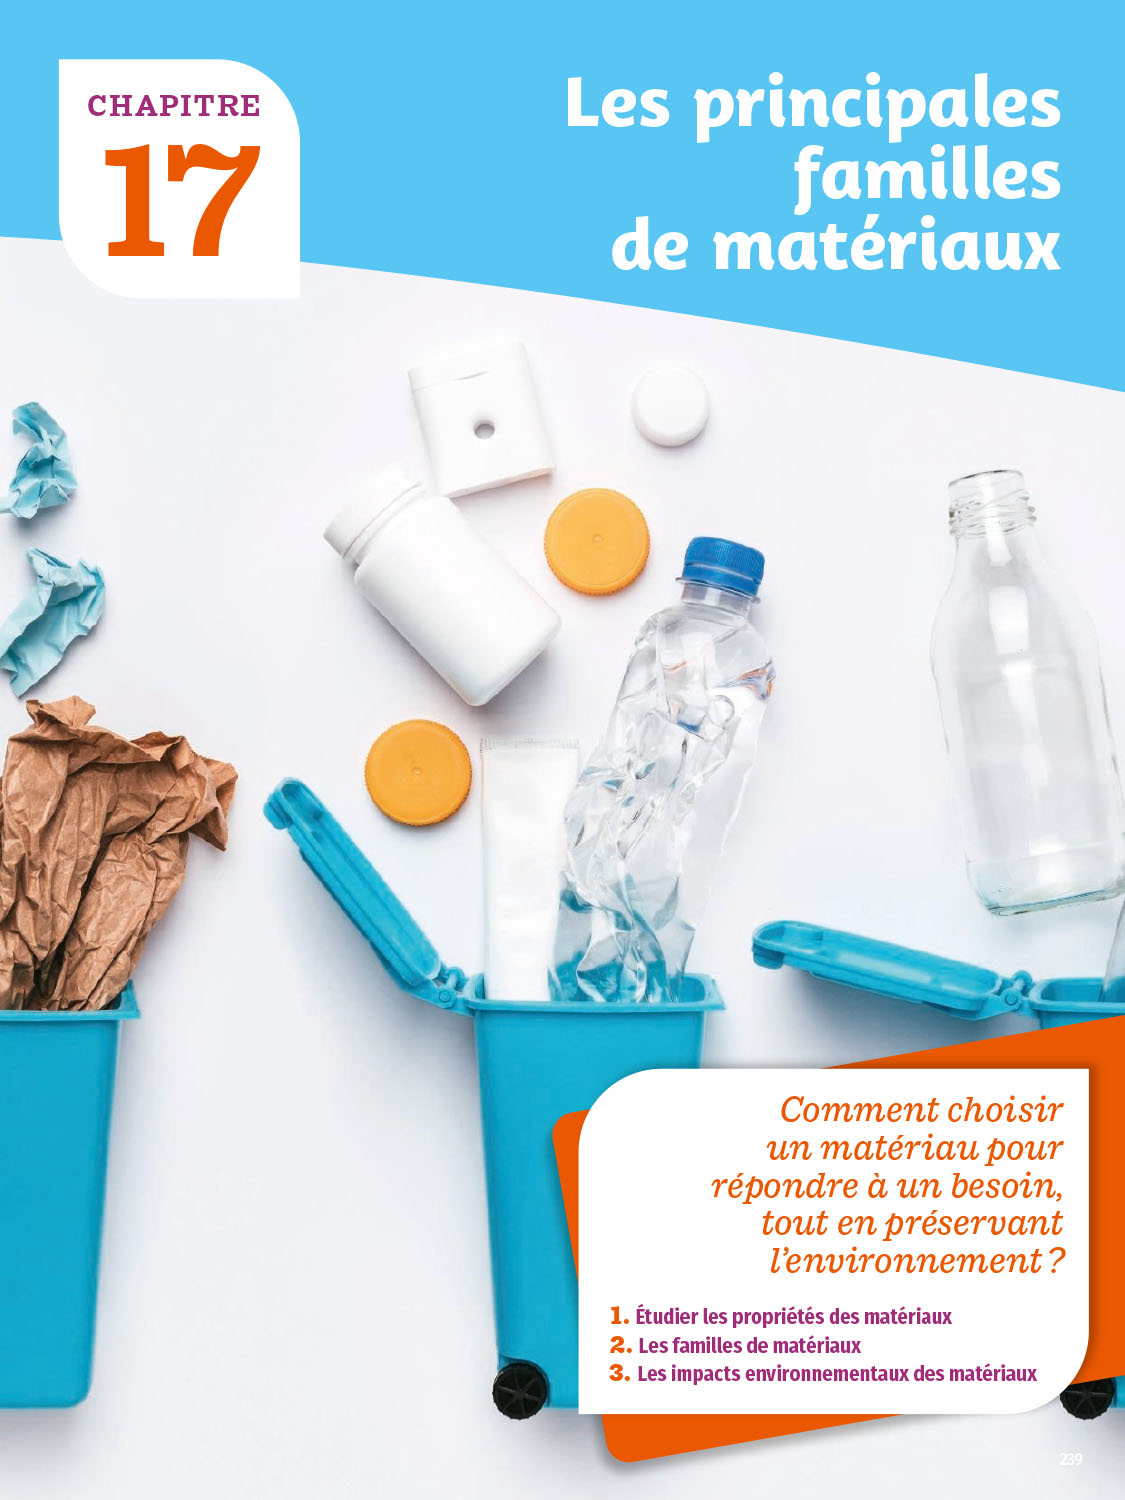 CHAPITRE
17
Les principales
familles
de matériaux
Comment choisir
un matériau pour
répondre à un besoin,
tout en préservant
l'environnement ?
1. Étudier les propriétés des matériaux
2. Les familles de matériaux
3. Les impacts environnementaux des matériaux
239